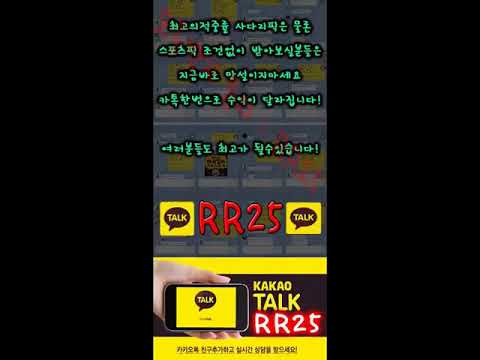 최고의적중률 사다리픽은 물론
스포츠픽 조건없이 받아보실분들은
지금바로 망설이지마세요
카톡한번으로 수익이 달라집니다!
여러분들도 최고가 될수있습니다!
TALK RR25 TALK
KAKAO
TALK
TALK
RR25
카카오톡 친구추가하고 실시간 상담을 받으세요!